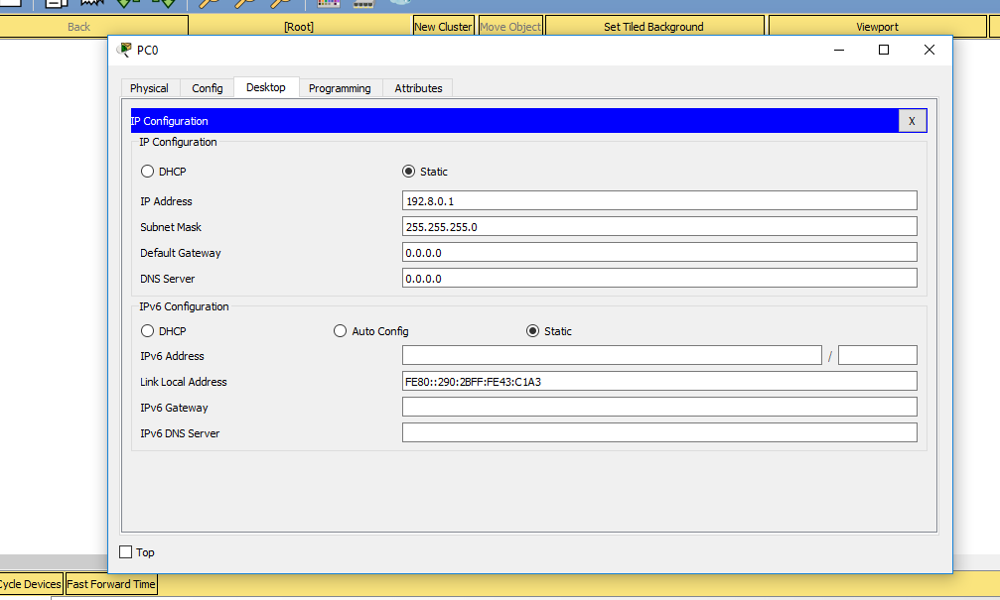 Back [Root] New Cluster Move Object Set Tiled Background Viewport
PC0
Physical Config Desktop Programming Attributes
IP Configuration X
IP Configuration
DHCP Static
IP Address 192.8.0.1
Subnet Mask 255.255.255.0
Default Gateway 0.0.0.0
DNS Server 0.0.0.0
IPv6 Configuration
DHCP Auto Config Static
IPv6 Address /
Link Local Address FE80::290:2BFF:FE43:C1A3
IPv6 Gateway
IPv6 DNS Server
Top
Cycle Devices Fast Forward Time